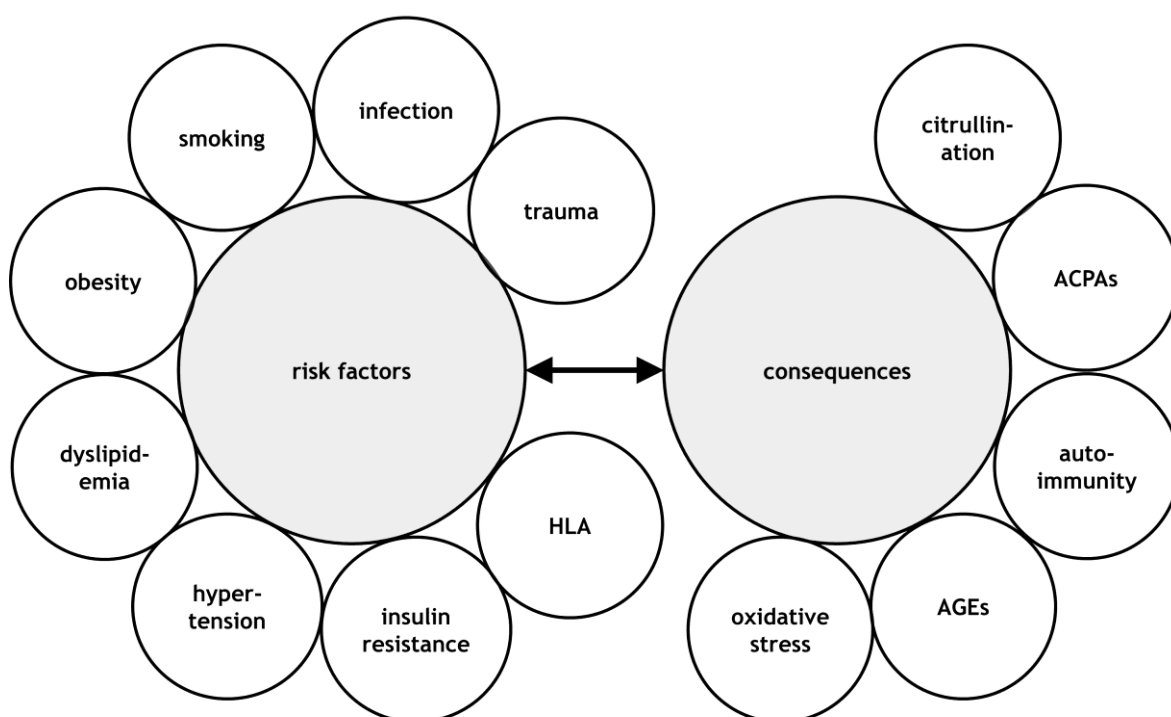 infection
smoking
trauma
obesity
risk factors
dyslipid-
emia
HLA
hyper-
tension
insulin
resistance
citrullin-
ation
ACPAs
consequences
auto-
immunity
AGEs
oxidative
stress